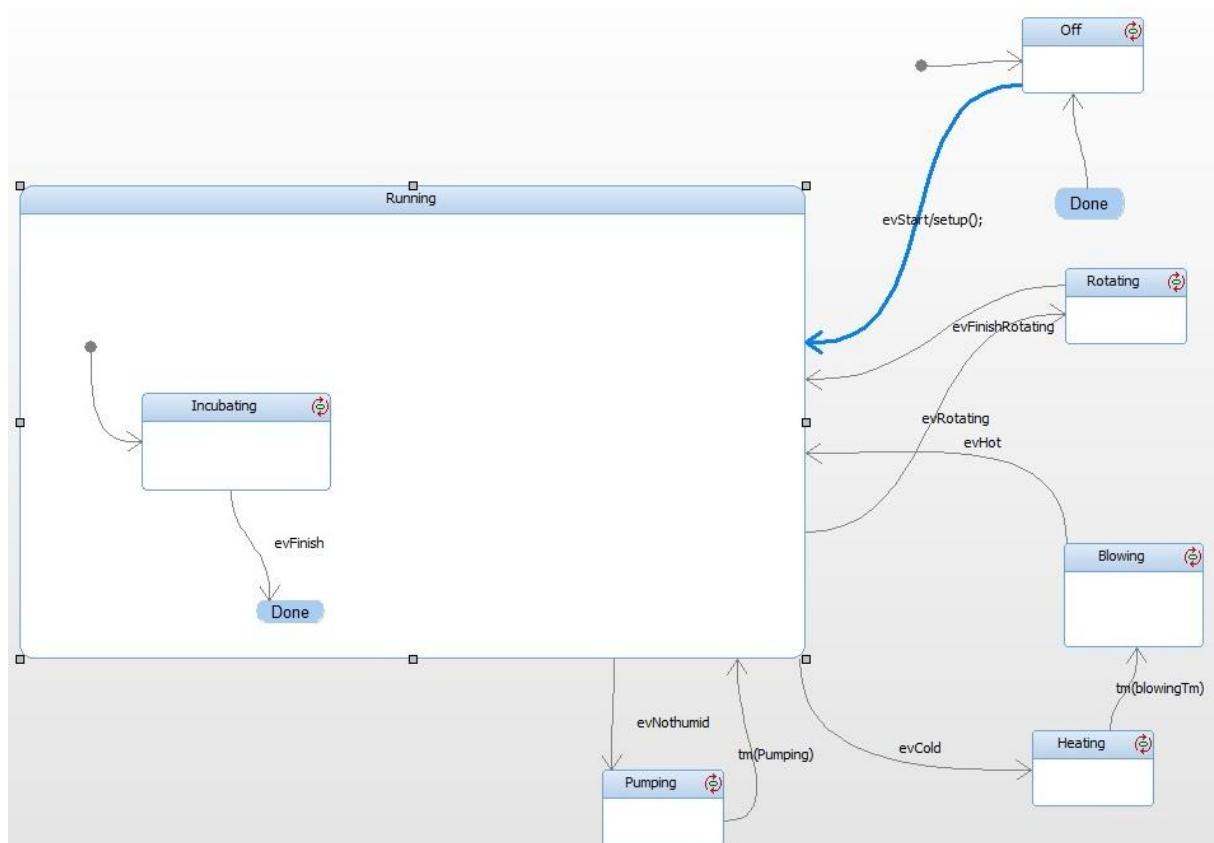 Off
Running
Done
evStart/setup();
Rotating
evFinishRotating
Incubating
evRotating
evHot
evFinish
Blowing
Done
tm(blowingTm)
evNothumid
evCold
Heating
tm(Pumping)
Pumping